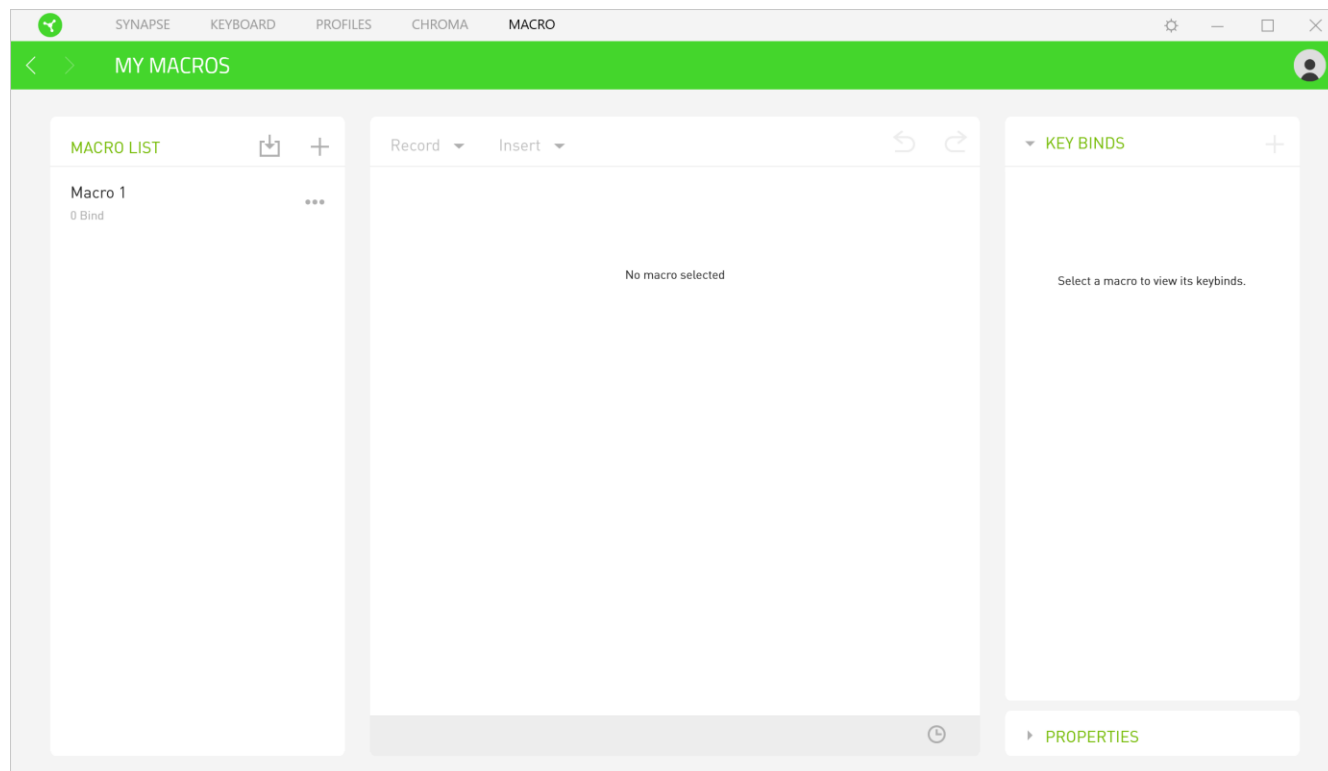 SYNAPSE KEYBOARD PROFILES CHROMA MACRO
MY MACROS
MACRO LIST
Macro 1
0 Bind
Record Insert
No macro selected
KEY BINDS
Select a macro to view its keybinds.
PROPERTIES